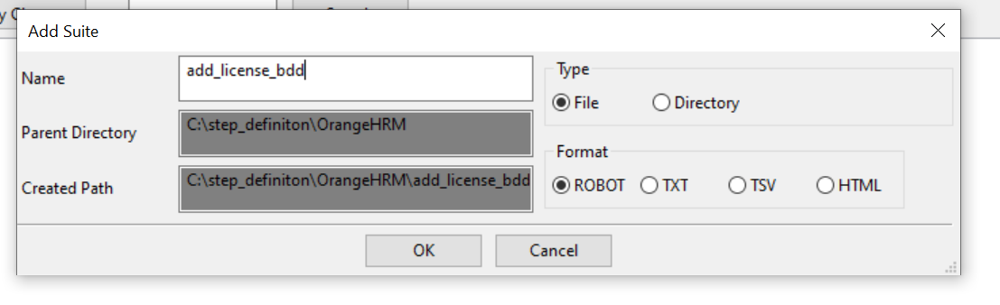 Add Suite
Name
add_license_bdd
Parent Directory
C:\step_definiton\OrangeHRM
Created Path
C:\step_definiton\OrangeHRM\add_license_bdd
Type
File
Directory
Format
ROBOT
TXT
TSV
HTML
OK
Cancel